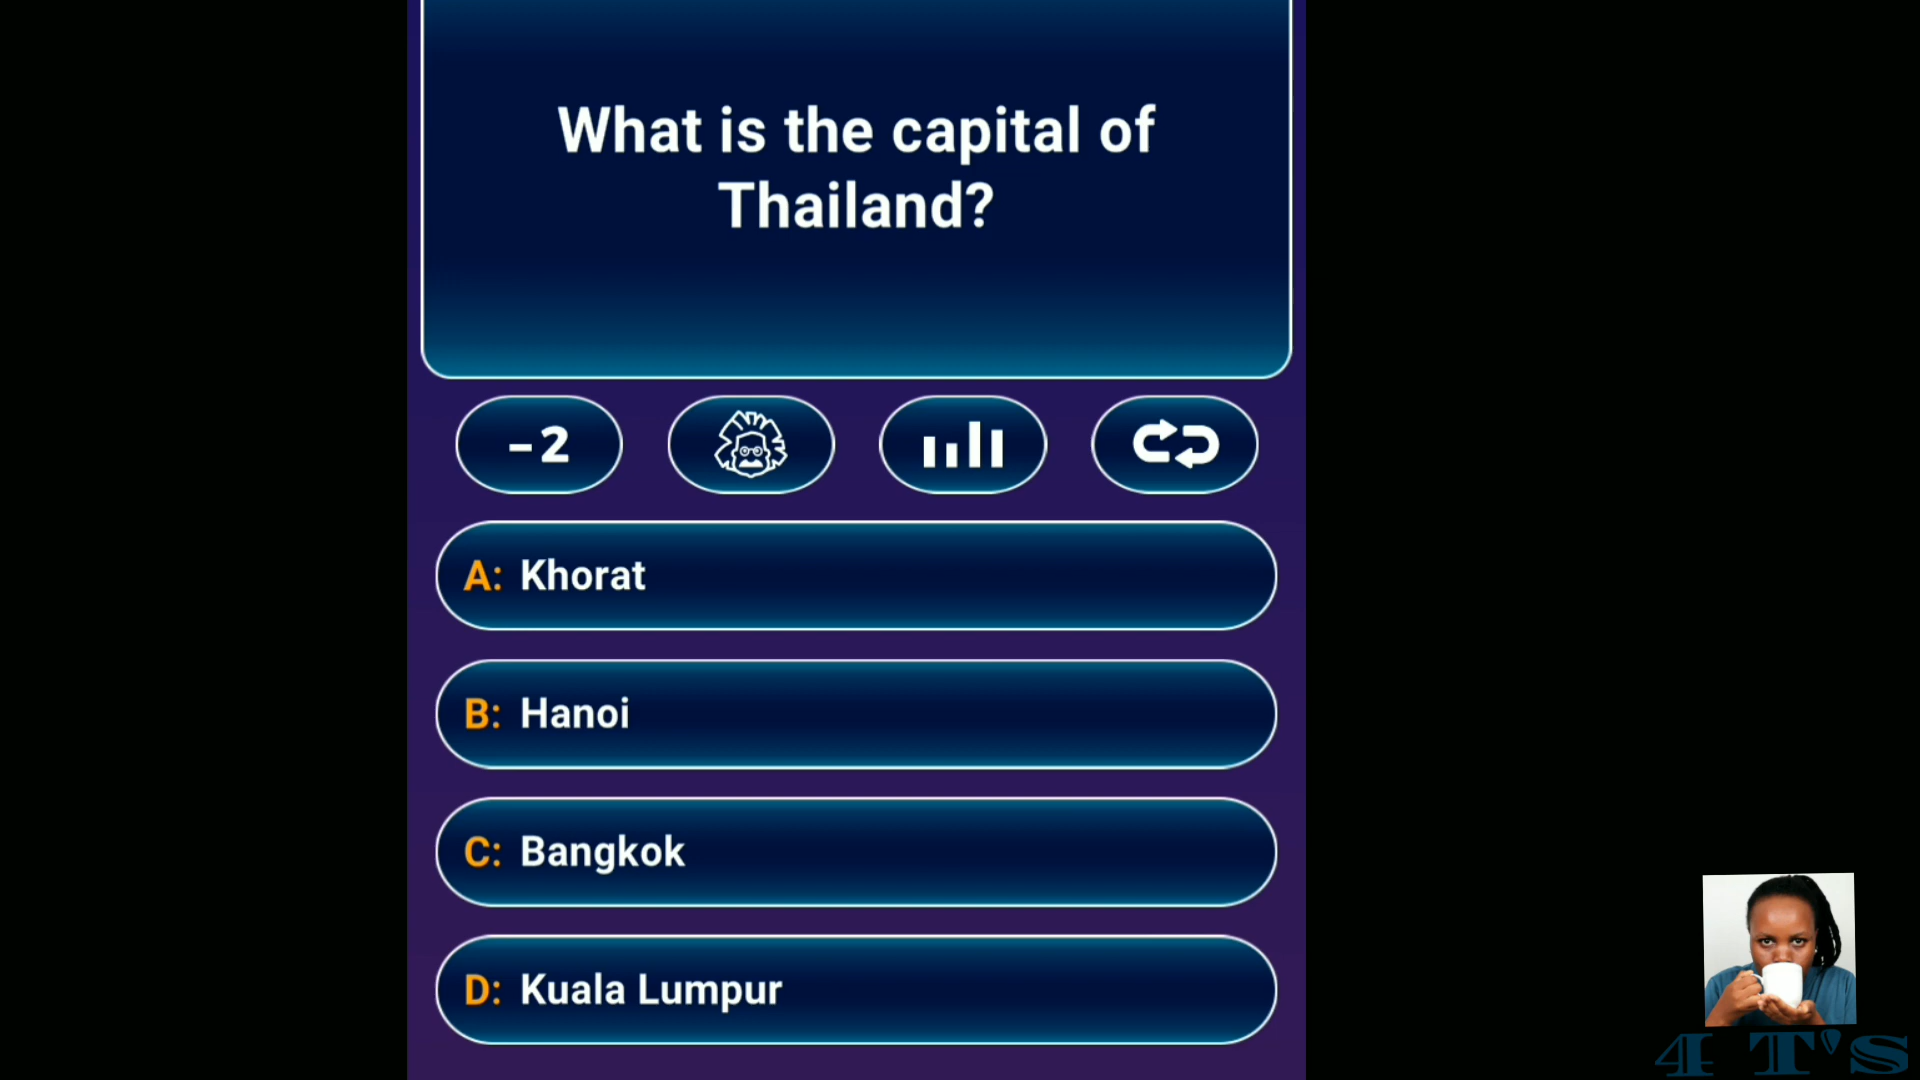 What is the capital of
Thailand?
-2
A: Khorat
B: Hanoi
C: Bangkok
D: Kuala Lumpur
4 T's